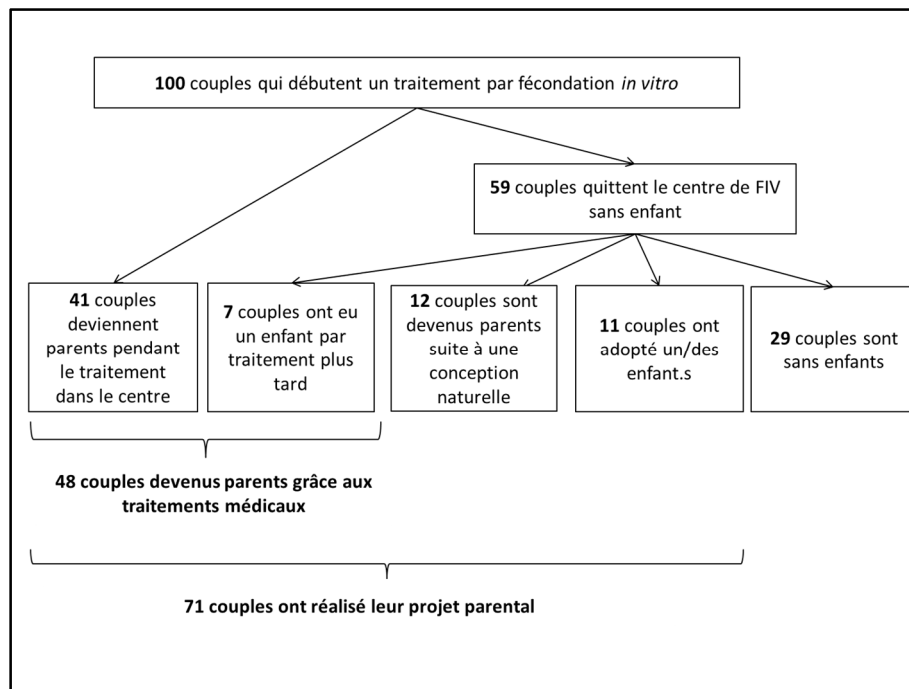 100 couples qui débutent un traitement par fécondation in vitro
59 couples quittent le centre de FIV
sans enfant
41 couples
deviennent
parents pendant
le traitement
dans le centre
7 couples ont eu
un enfant par
traitement plus
tard
12 couples sont
devenus parents
suite à une
conception
naturelle
11 couples ont
adopté un/des
enfant.s
29 couples sont
sans enfants
48 couples devenus parents grâce aux
traitements médicaux
71 couples ont réalisé leur projet parental